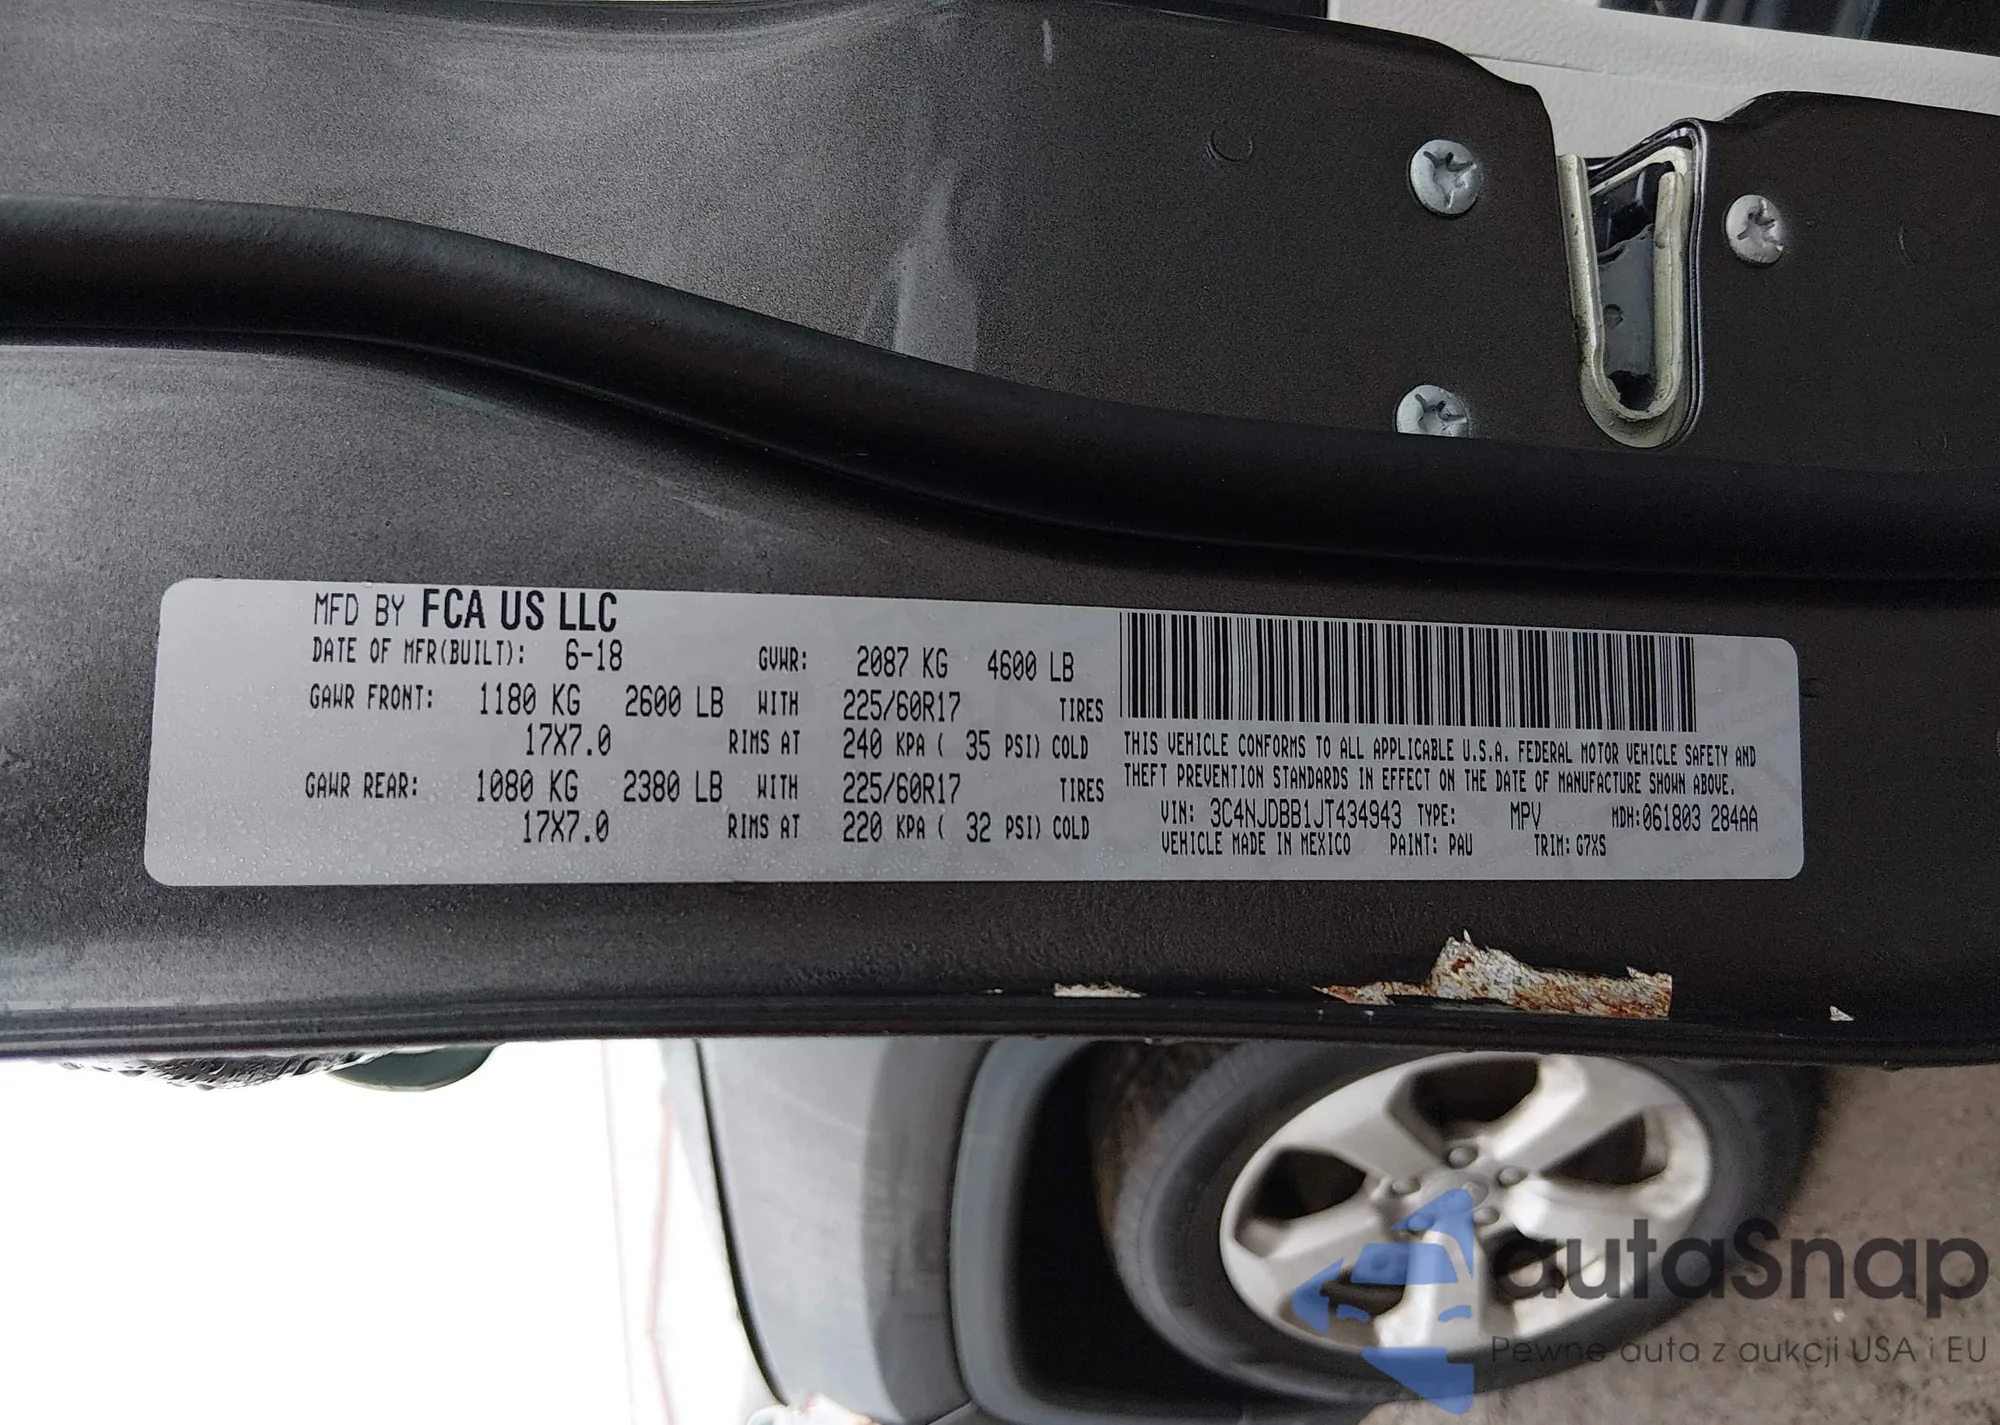 MFD BY FCA US LLC
DATE OF MFR(BUILT): 6-18 GVWR: 2087 KG 4600 LB
GAWR FRONT: 1180 KG 2600 LB WITH 225/60R17 TIRES
17X7.0 RIMS AT 240 KPA ( 35 PSI) COLD
GAWR REAR: 1080 KG 2380 LB WITH 225/60R17 TIRES
17X7.0 RIMS AT 220 KPA ( 32 PSI) COLD
THIS VEHICLE CONFORMS TO ALL APPLICABLE U.S.A. FEDERAL MOTOR VEHICLE SAFETY AND
THEFT PREVENTION STANDARDS IN EFFECT ON THE DATE OF MANUFACTURE SHOWN ABOVE.
VIN: 3C4NJDBB1JT434943 TYPE: MPV MDH:061803 284AA
VEHICLE MADE IN MEXICO PAINT: PAU TRIM: G7XS
autaSnap
Pewne auta z aukcji USA i EU